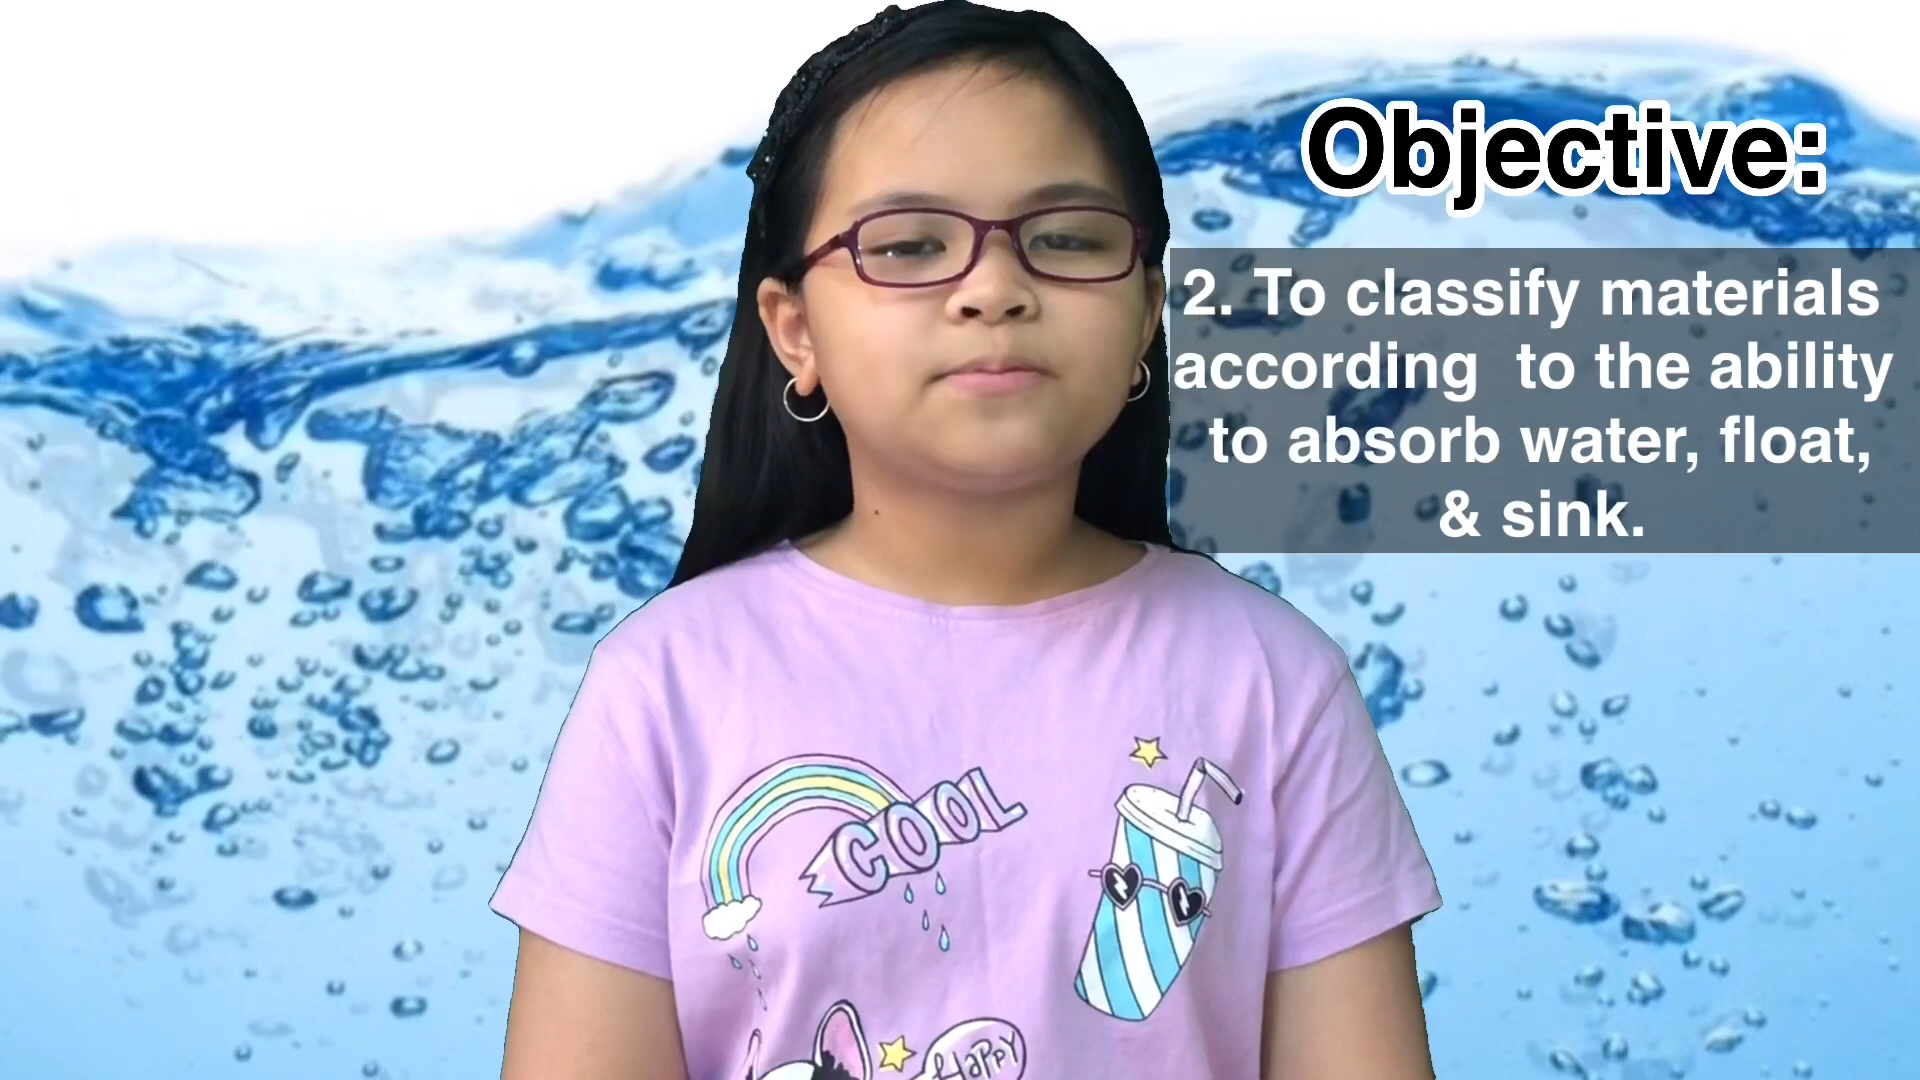 Objective:
2. To classify materials
according  to the ability
to absorb water, float,
& sink.
COOL
HAPPY